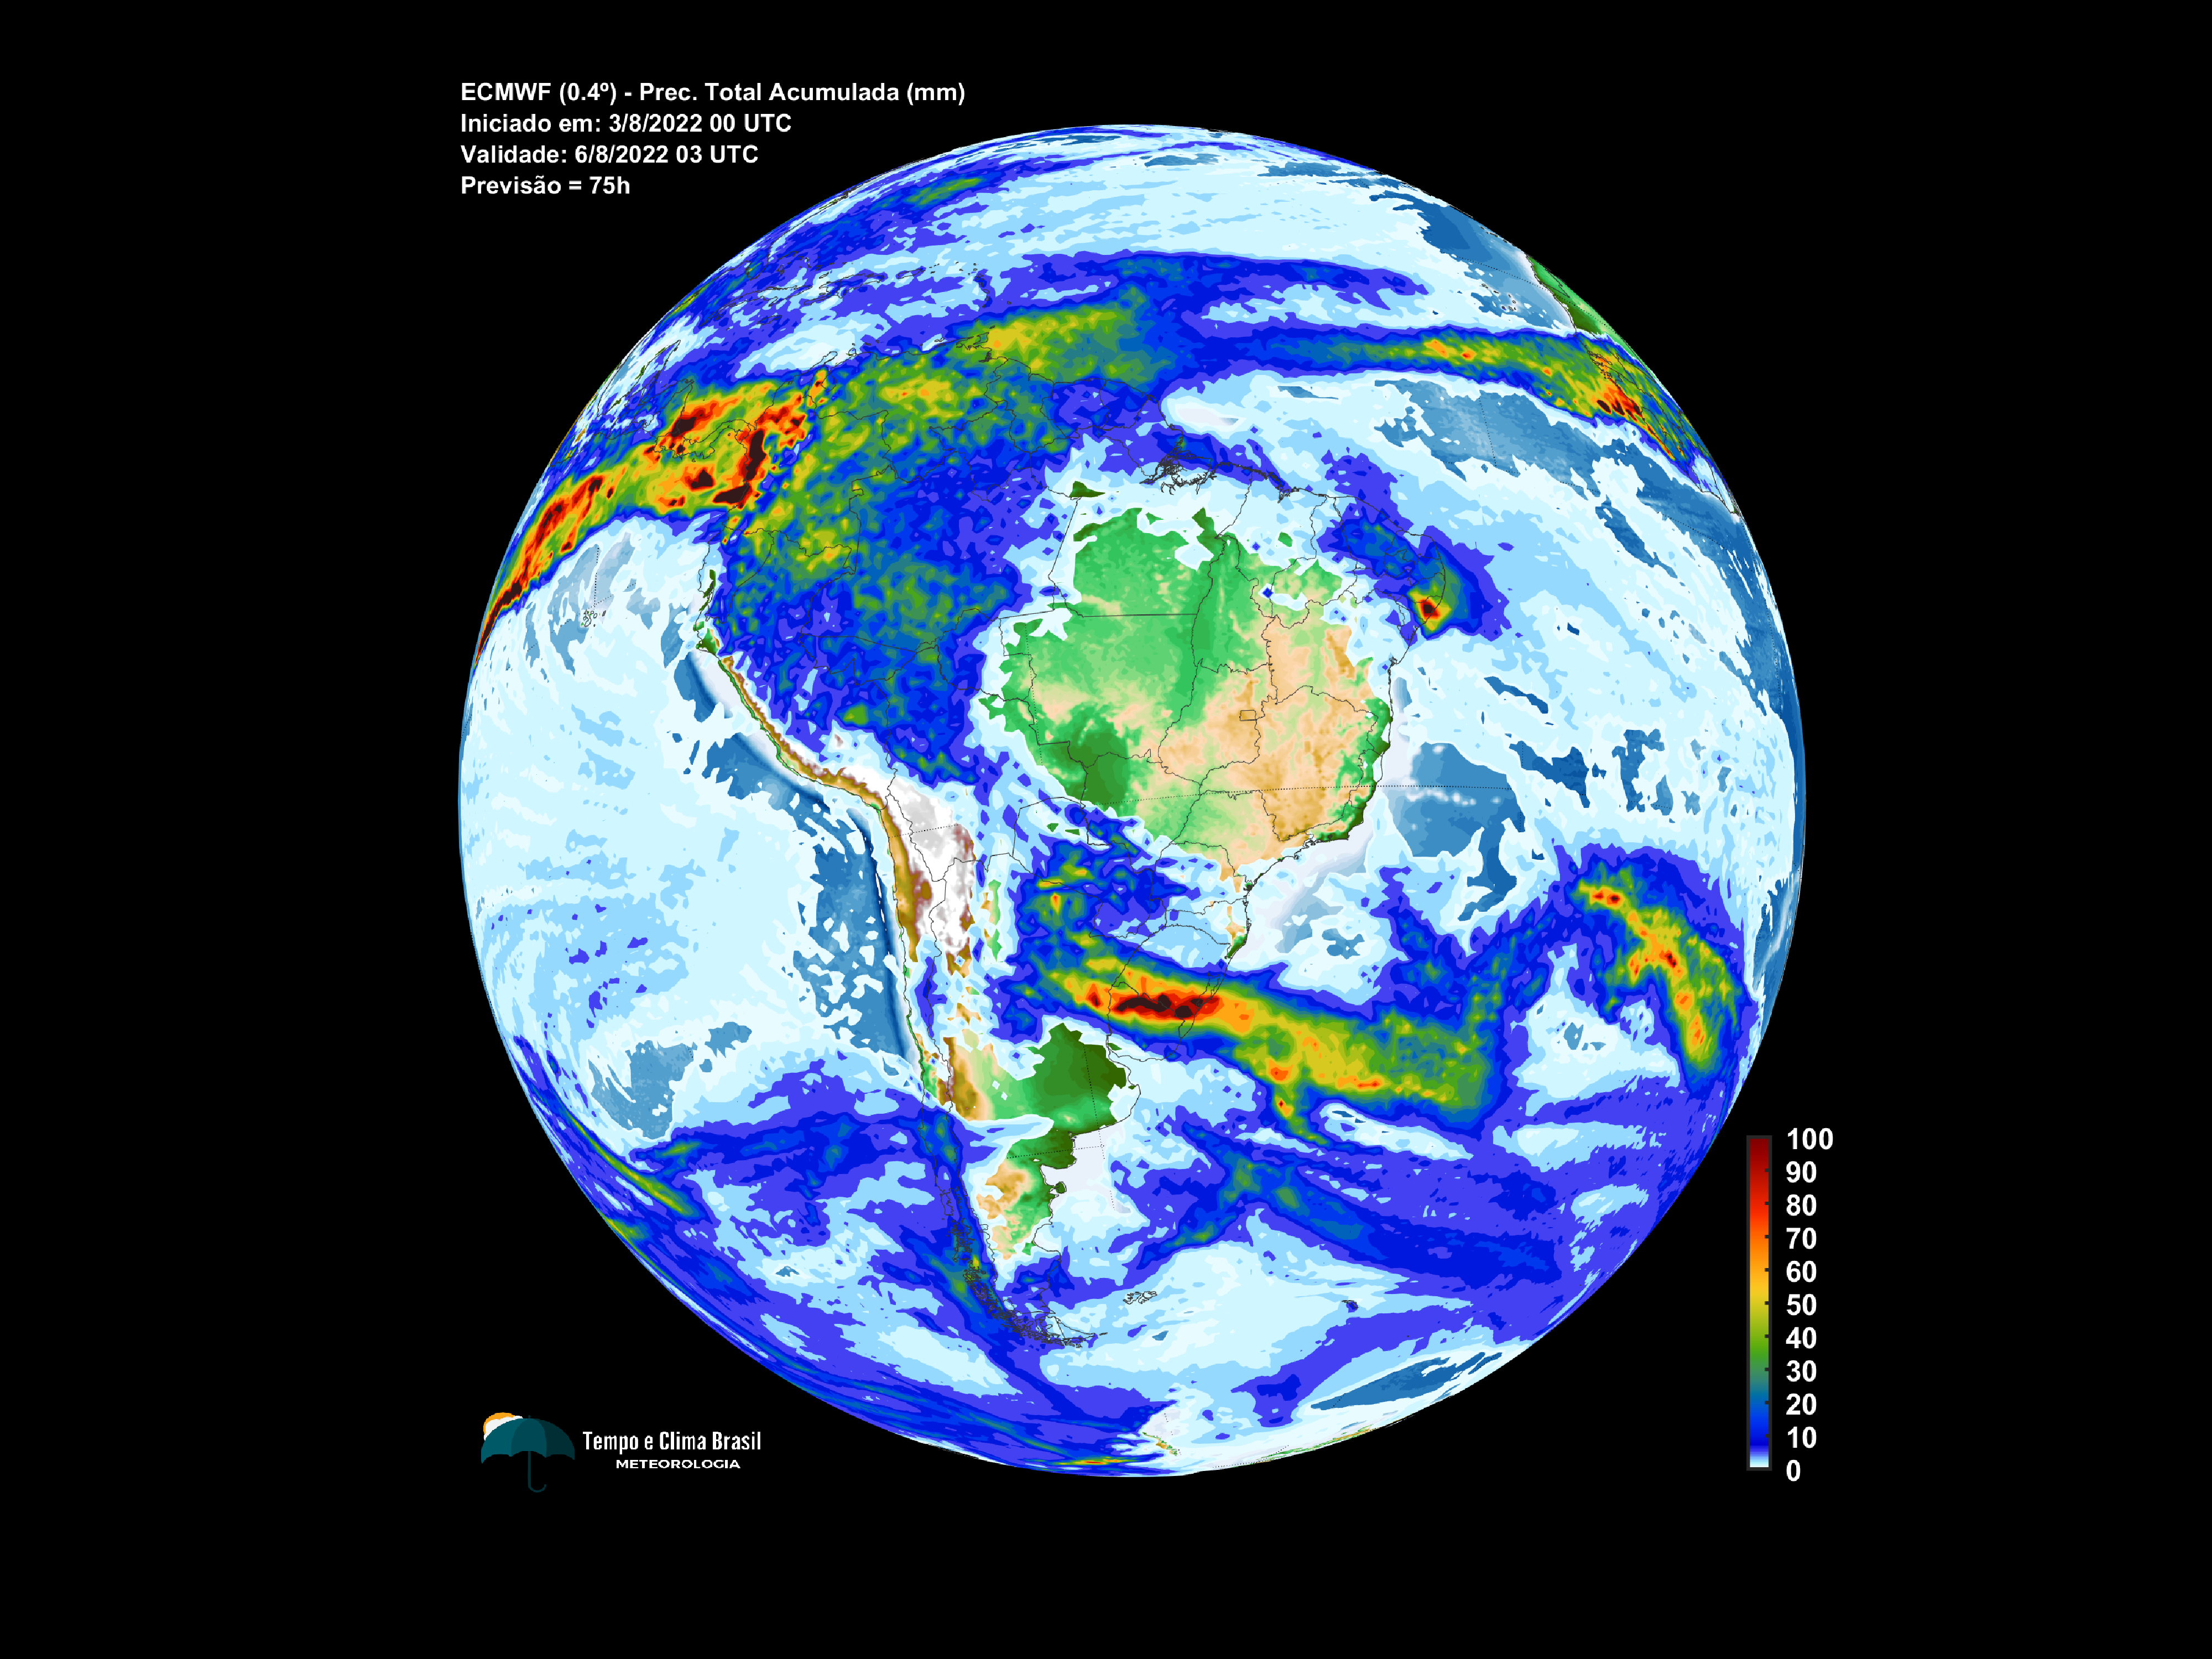 ECMWF (0.4º) - Prec. Total Acumulada (mm)
Iniciado em: 3/8/2022 00 UTC
Validade: 6/8/2022 03 UTC
Previsão = 75h
100
90
80
70
60
50
40
30
20
10
0
Tempo e Clima Brasil
METEOROLOGIA